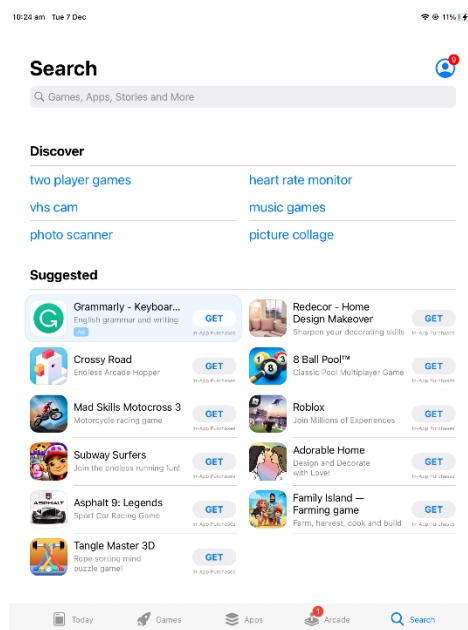 10:24 am Tue 7 Dec
11%
Search
9
Games, Apps, Stories and More
Discover
two player games
heart rate monitor
vhs cam
music games
photo scanner
picture collage
Suggested
Grammarly - Keyboar...
English grammar and writing
Ad
GET
In-App Purchases
Redecor - Home
Design Makeover
Sharpen your decorating skills
GET
In-App Purchases
Crossy Road
Endless Arcade Hopper
GET
In-App Purchases
8
8 Ball Pool™
Classic Pool Multiplayer Game
GET
In-App Purchases
Mad Skills Motocross 3
Motorcycle racing game
GET
In-App Purchases
Roblox
Join Millions of Experiences
GET
In-App Purchases
Subway Surfers
Join the endless running fun!
GET
In-App Purchases
Adorable Home
Design and Decorate
with Love!
GET
In-App Purchases
ASPHALT
Asphalt 9: Legends
Sport Car Racing Game
GET
In-App Purchases
Family Island —
Farming game
Farm, harvest, cook and build
GET
In-App Purchases
Tangle Master 3D
Rope sorting mind
puzzle game!
GET
In-App Purchases
Today
Games
Apps
1
Arcade
Search